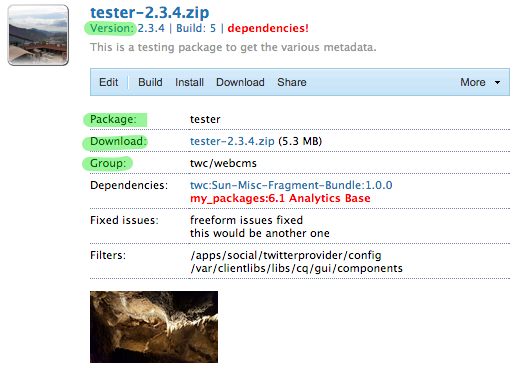 tester-2.3.4.zip
Version: 2.3.4 | Build: 5 | dependencies!
This is a testing package to get the various metadata.
Edit Build Install Download Share More
Package: tester
Download: tester-2.3.4.zip (5.3 MB)
Group: twc/webcms
Dependencies: twc:Sun-Misc-Fragment-Bundle:1.0.0
my_packages:6.1 Analytics Base
Fixed issues: freeform issues fixed
this would be another one
Filters: /apps/social/twitterprovider/config
/var/clientlibs/libs/cq/gui/components